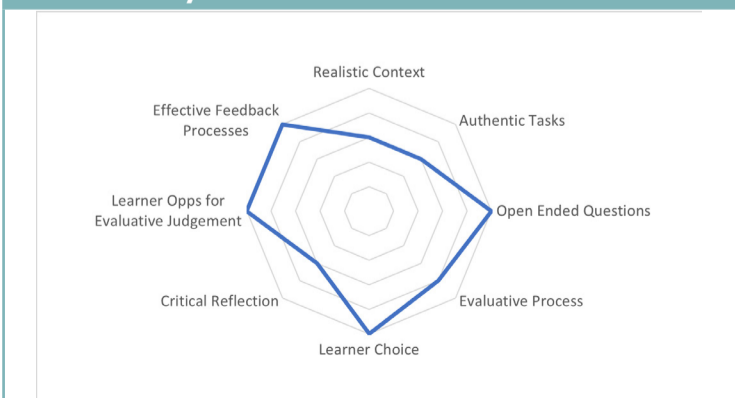 Realistic Context
Effective Feedback
Processes
Authentic Tasks
Learner Opps for
Evaluative Judgement
Open Ended Questions
Critical Reflection
Evaluative Process
Learner Choice